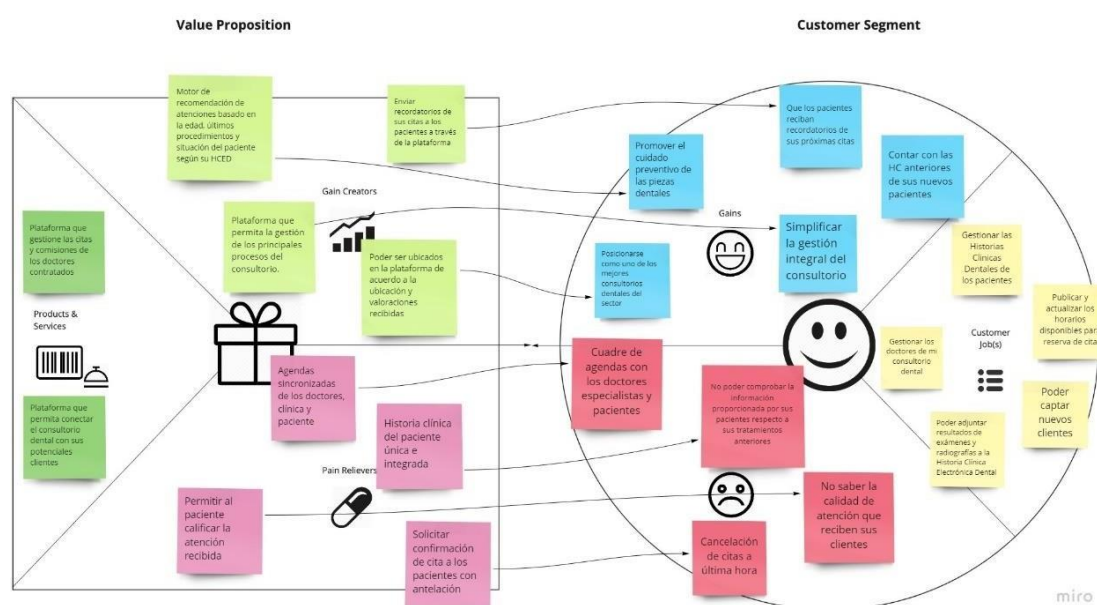 Value Proposition
Customer Segment
Motor de
recomendación de
atenciones basado en
la edad, últimos
procedimientos y
situación del paciente
según su HCED
Enviar
recordatorios de
sus citas a los
pacientes a través
de la plataforma
Gain Creators
Plataforma que
permita la gestión
de los principales
procesos del
consultorio.
Poder ser ubicados
en la plataforma de
acuerdo a la
ubicación y
valoraciones
recibidas
Plataforma que
gestione las citas
y comisiones de
los doctores
contratados
Products &
Services
Plataforma que
permita conectar
el consultorio
dental con sus
potenciales
clientes
Agendas
sincronizadas
de los doctores,
clínica y
paciente
Historia clínica
del paciente
única e
integrada
Pain Relievers
Permitir al
paciente
calificar la
atención
recibida
Solicitar
confirmación
de cita a los
pacientes con
antelación
Que los pacientes
reciban
recordatorios de
sus próximas citas
Promover el
cuidado
preventivo de
las piezas
dentales
Contar con las
HC anteriores
de sus nuevos
pacientes
Gains
Simplificar
la gestión
integral del
consultorio
Posicionarse
como uno de los
mejores
consultorios
dentales del
sector
Gestionar las
Historias
Clínicas
Dentales de los
pacientes
Publicar y
actualizar los
horarios
disponibles para
reserva de cita
Customer
Job(s)
Gestionar los
doctores de mi
consultorio
dental
Poder
captar
nuevos
clientes
Poder adjuntar
resultados de
exámenes y
radiografías a la
Historia Clínica
Electrónica Dental
Cuadre de
agendas con
los doctores
especialistas y
pacientes
No poder comprobar la
información
proporcionada por sus
pacientes respecto a
sus tratamientos
anteriores
No saber la
calidad de
atención que
reciben sus
clientes
Cancelación
de citas a
última hora
miro